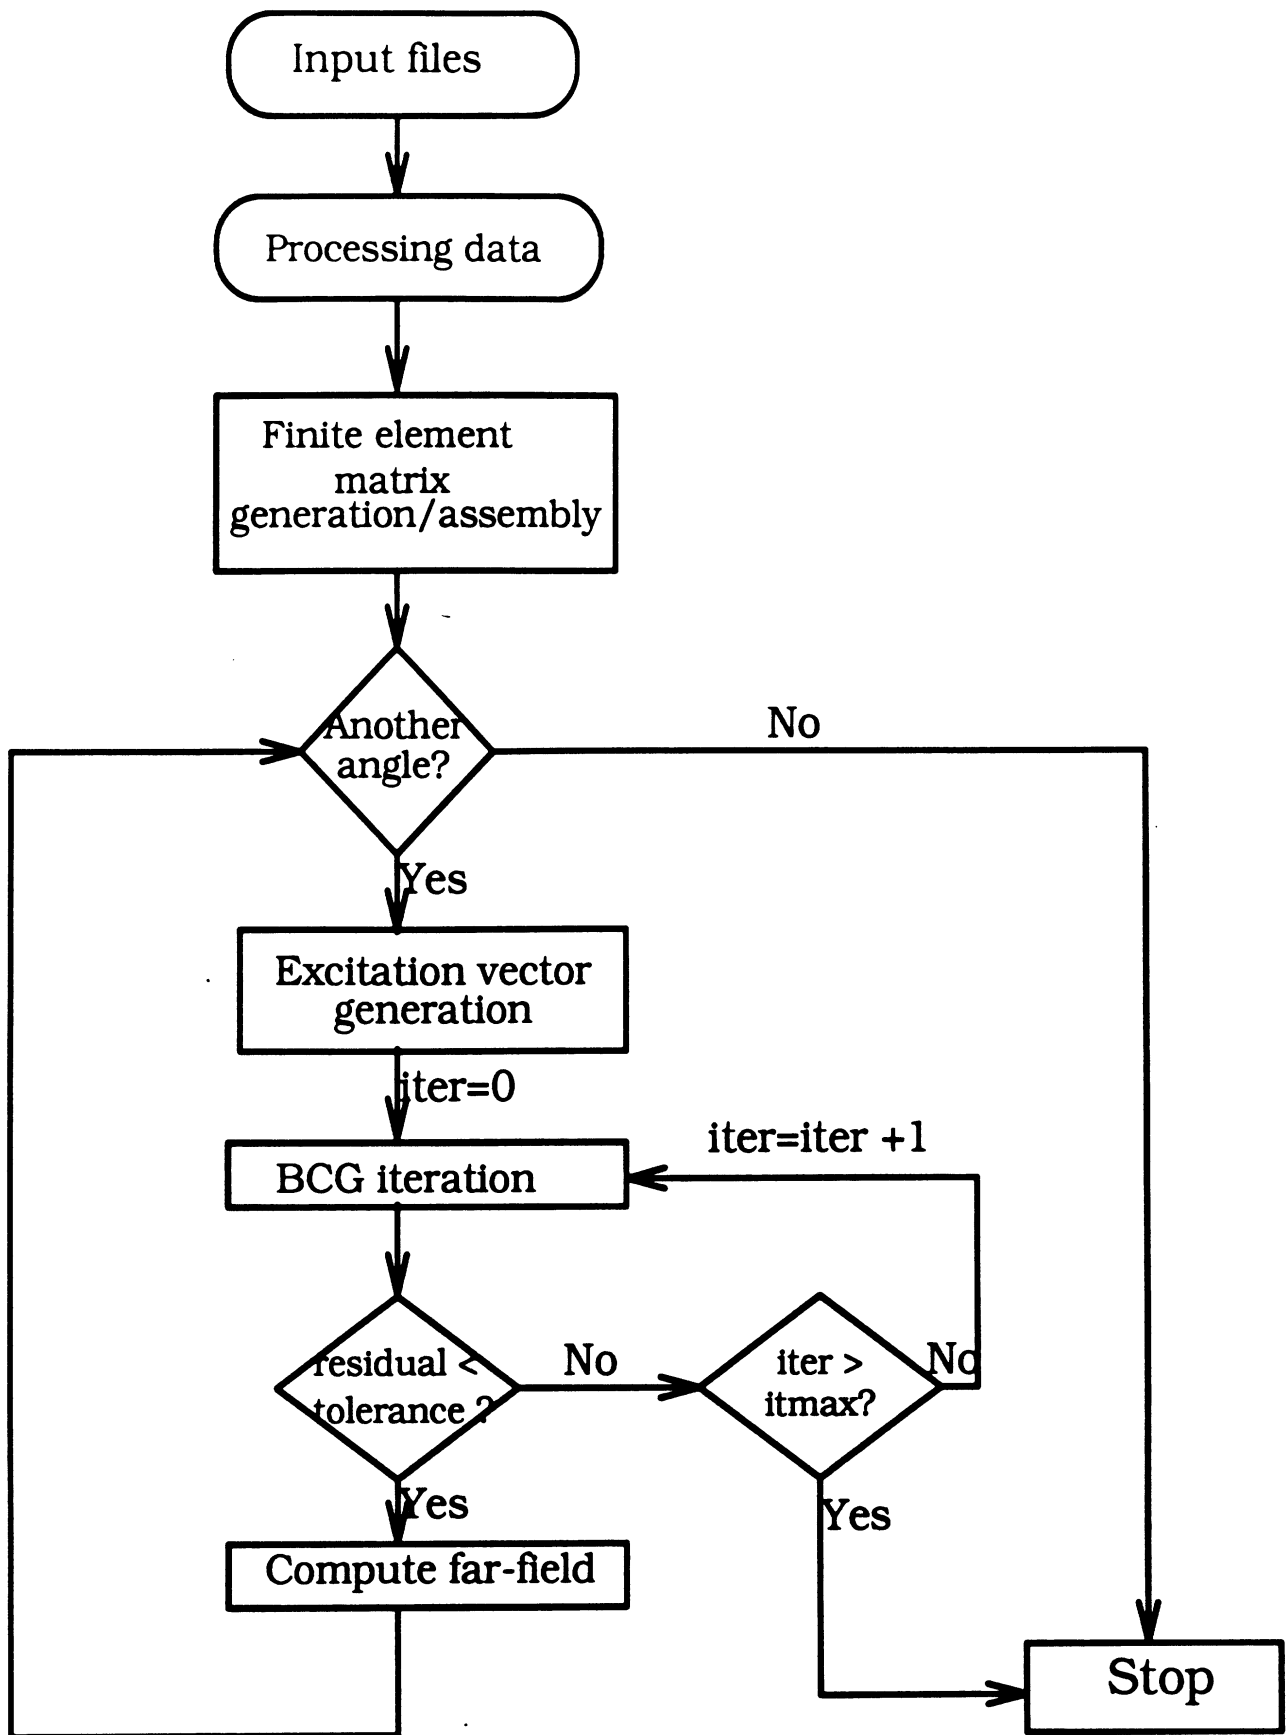 Input files
Processing data
Finite element
matrix
generation/assembly
Another
angle?
No
Yes
Excitation vector
generation
iter=0
iter=iter +1
BCG iteration
residual <
tolerance ?
No
iter >
itmax?
No
Yes
Yes
Compute far-field
Stop